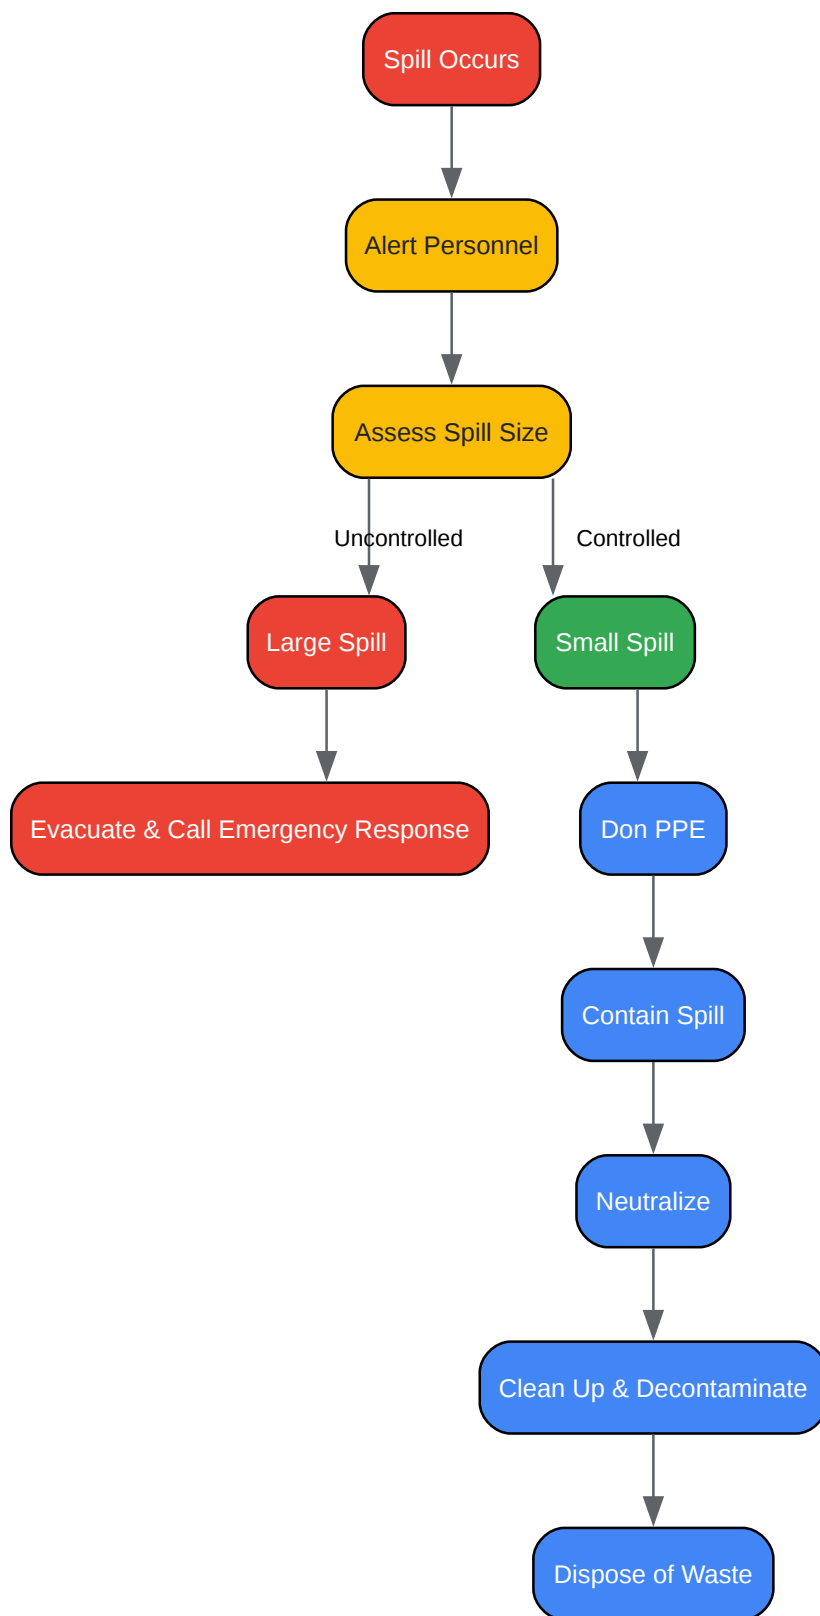 Spill Occurs
Alert Personnel
Assess Spill Size
Uncontrolled
Controlled
Large Spill
Small Spill
Evacuate & Call Emergency Response
Don PPE
Contain Spill
Neutralize
Clean Up & Decontaminate
Dispose of Waste